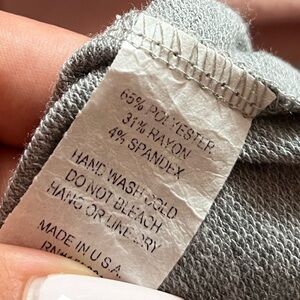 65% POLYESTER
31% RAYON
4% SPANDEX
HAND WASH COLD
DO NOT BLEACH
HANG OR LINE DRY
MADE IN U.S.A.